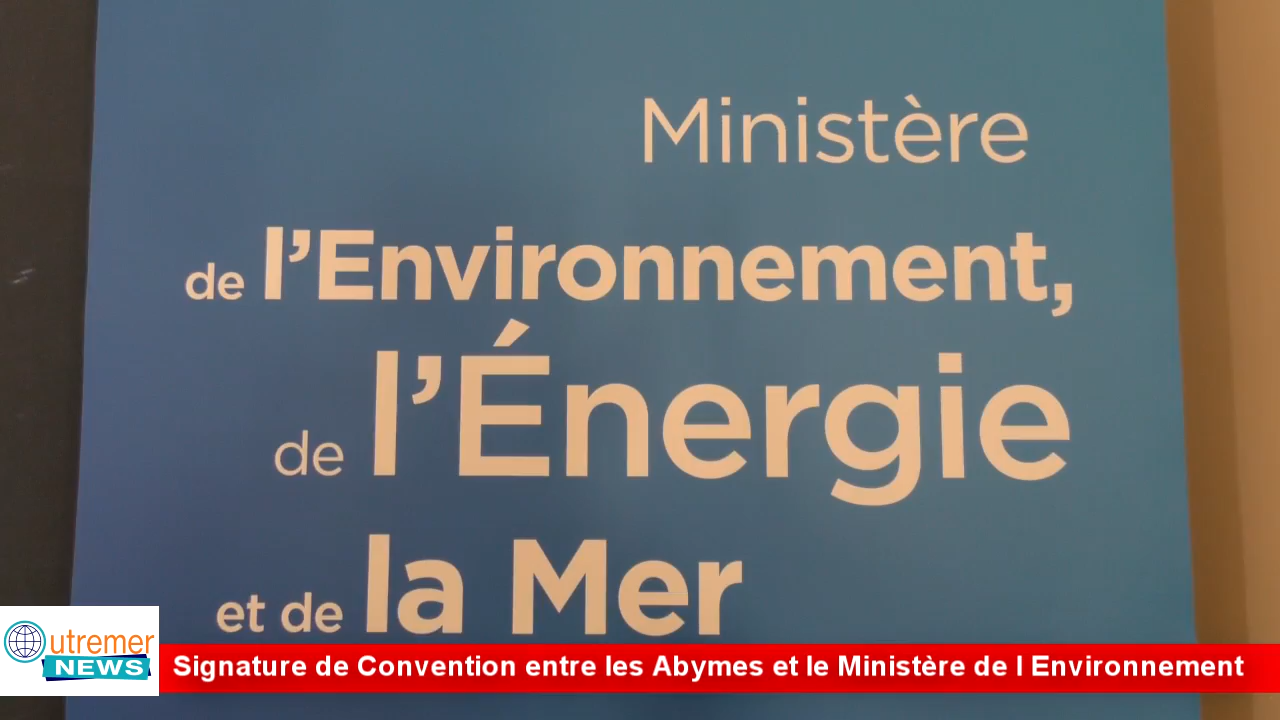 Ministère
de l’Environnement,
de l’Énergie
et de la Mer
utremer
NEWS
Signature de Convention entre les Abymes et le Ministère de l Environnement